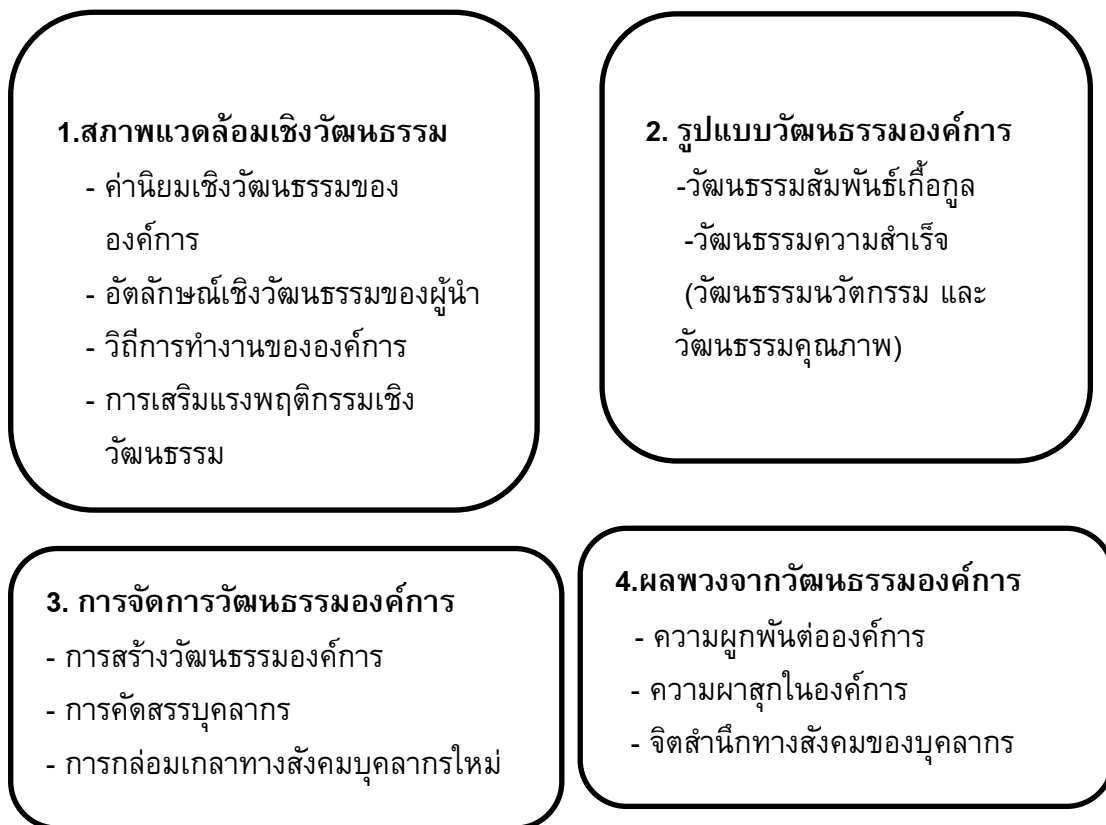 1.สภาพแวดล้อมเชิงวัฒนธรรม
- ค่านิยมเชิงวัฒนธรรมของ
องค์การ
- อัตลักษณ์เชิงวัฒนธรรมของผู้นำ
- วิถีการทำงานขององค์การ
- การเสริมแรงพฤติกรรมเชิง
วัฒนธรรม
2. รูปแบบวัฒนธรรมองค์การ
-วัฒนธรรมสัมพันธ์เกื้อกูล
-วัฒนธรรมความสำเร็จ
(วัฒนธรรมนวัตกรรม และ
วัฒนธรรมคุณภาพ)
3. การจัดการวัฒนธรรมองค์การ
- การสร้างวัฒนธรรมองค์การ
- การคัดสรรบุคลากร
- การกล่อมเกลาทางสังคมบุคลากรใหม่
4.ผลพวงจากวัฒนธรรมองค์การ
- ความผูกพันต่อองค์การ
- ความผาสุกในองค์การ
- จิตสำนึกทางสังคมของบุคลากร